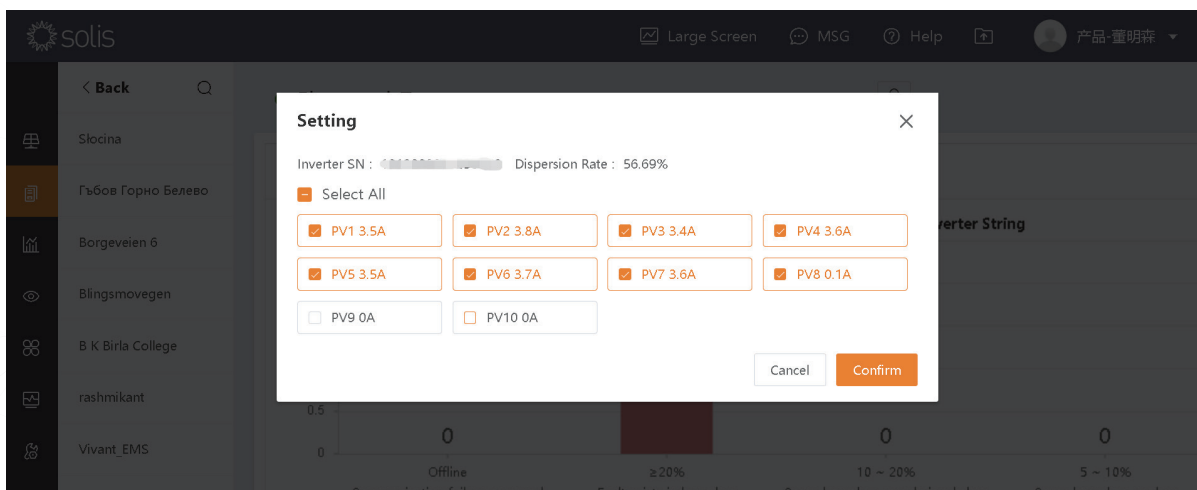 solis
Large Screen MSG Help 产品-董明森
< Back
Słocina
Гъбов Горно Белево
Borgeveien 6
Blingsmovegen
B K Birla College
rashmikant
Vivant_EMS
Setting
Inverter SN : Dispersion Rate : 56.69%
Select All
PV1 3.5A PV2 3.8A PV3 3.4A PV4 3.6A
PV5 3.5A PV6 3.7A PV7 3.6A PV8 0.1A
PV9 0A PV10 0A
Cancel Confirm
String
0.5
0 0 0 0
Offline ≥20% 10 ~ 20% 5 ~ 10%